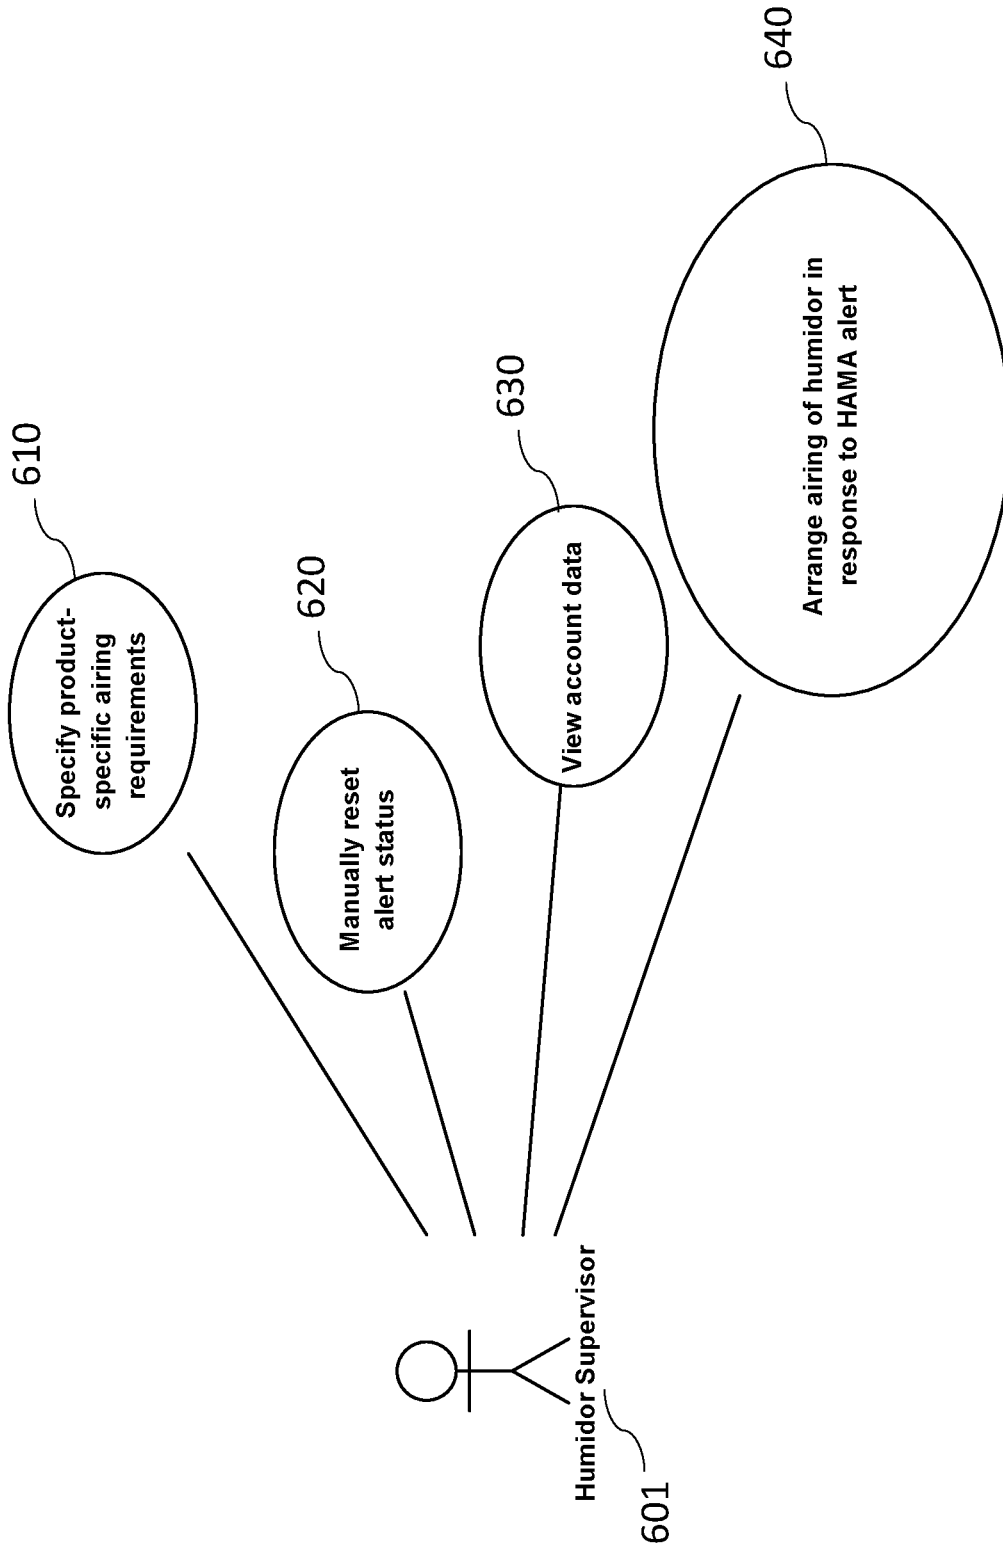 610
Specify product-
specific airing
requirements
620
Manually reset
alert status
630
View account data
640
Arrange airing of humidor in
response to HAMA alert
Humidor Supervisor
601